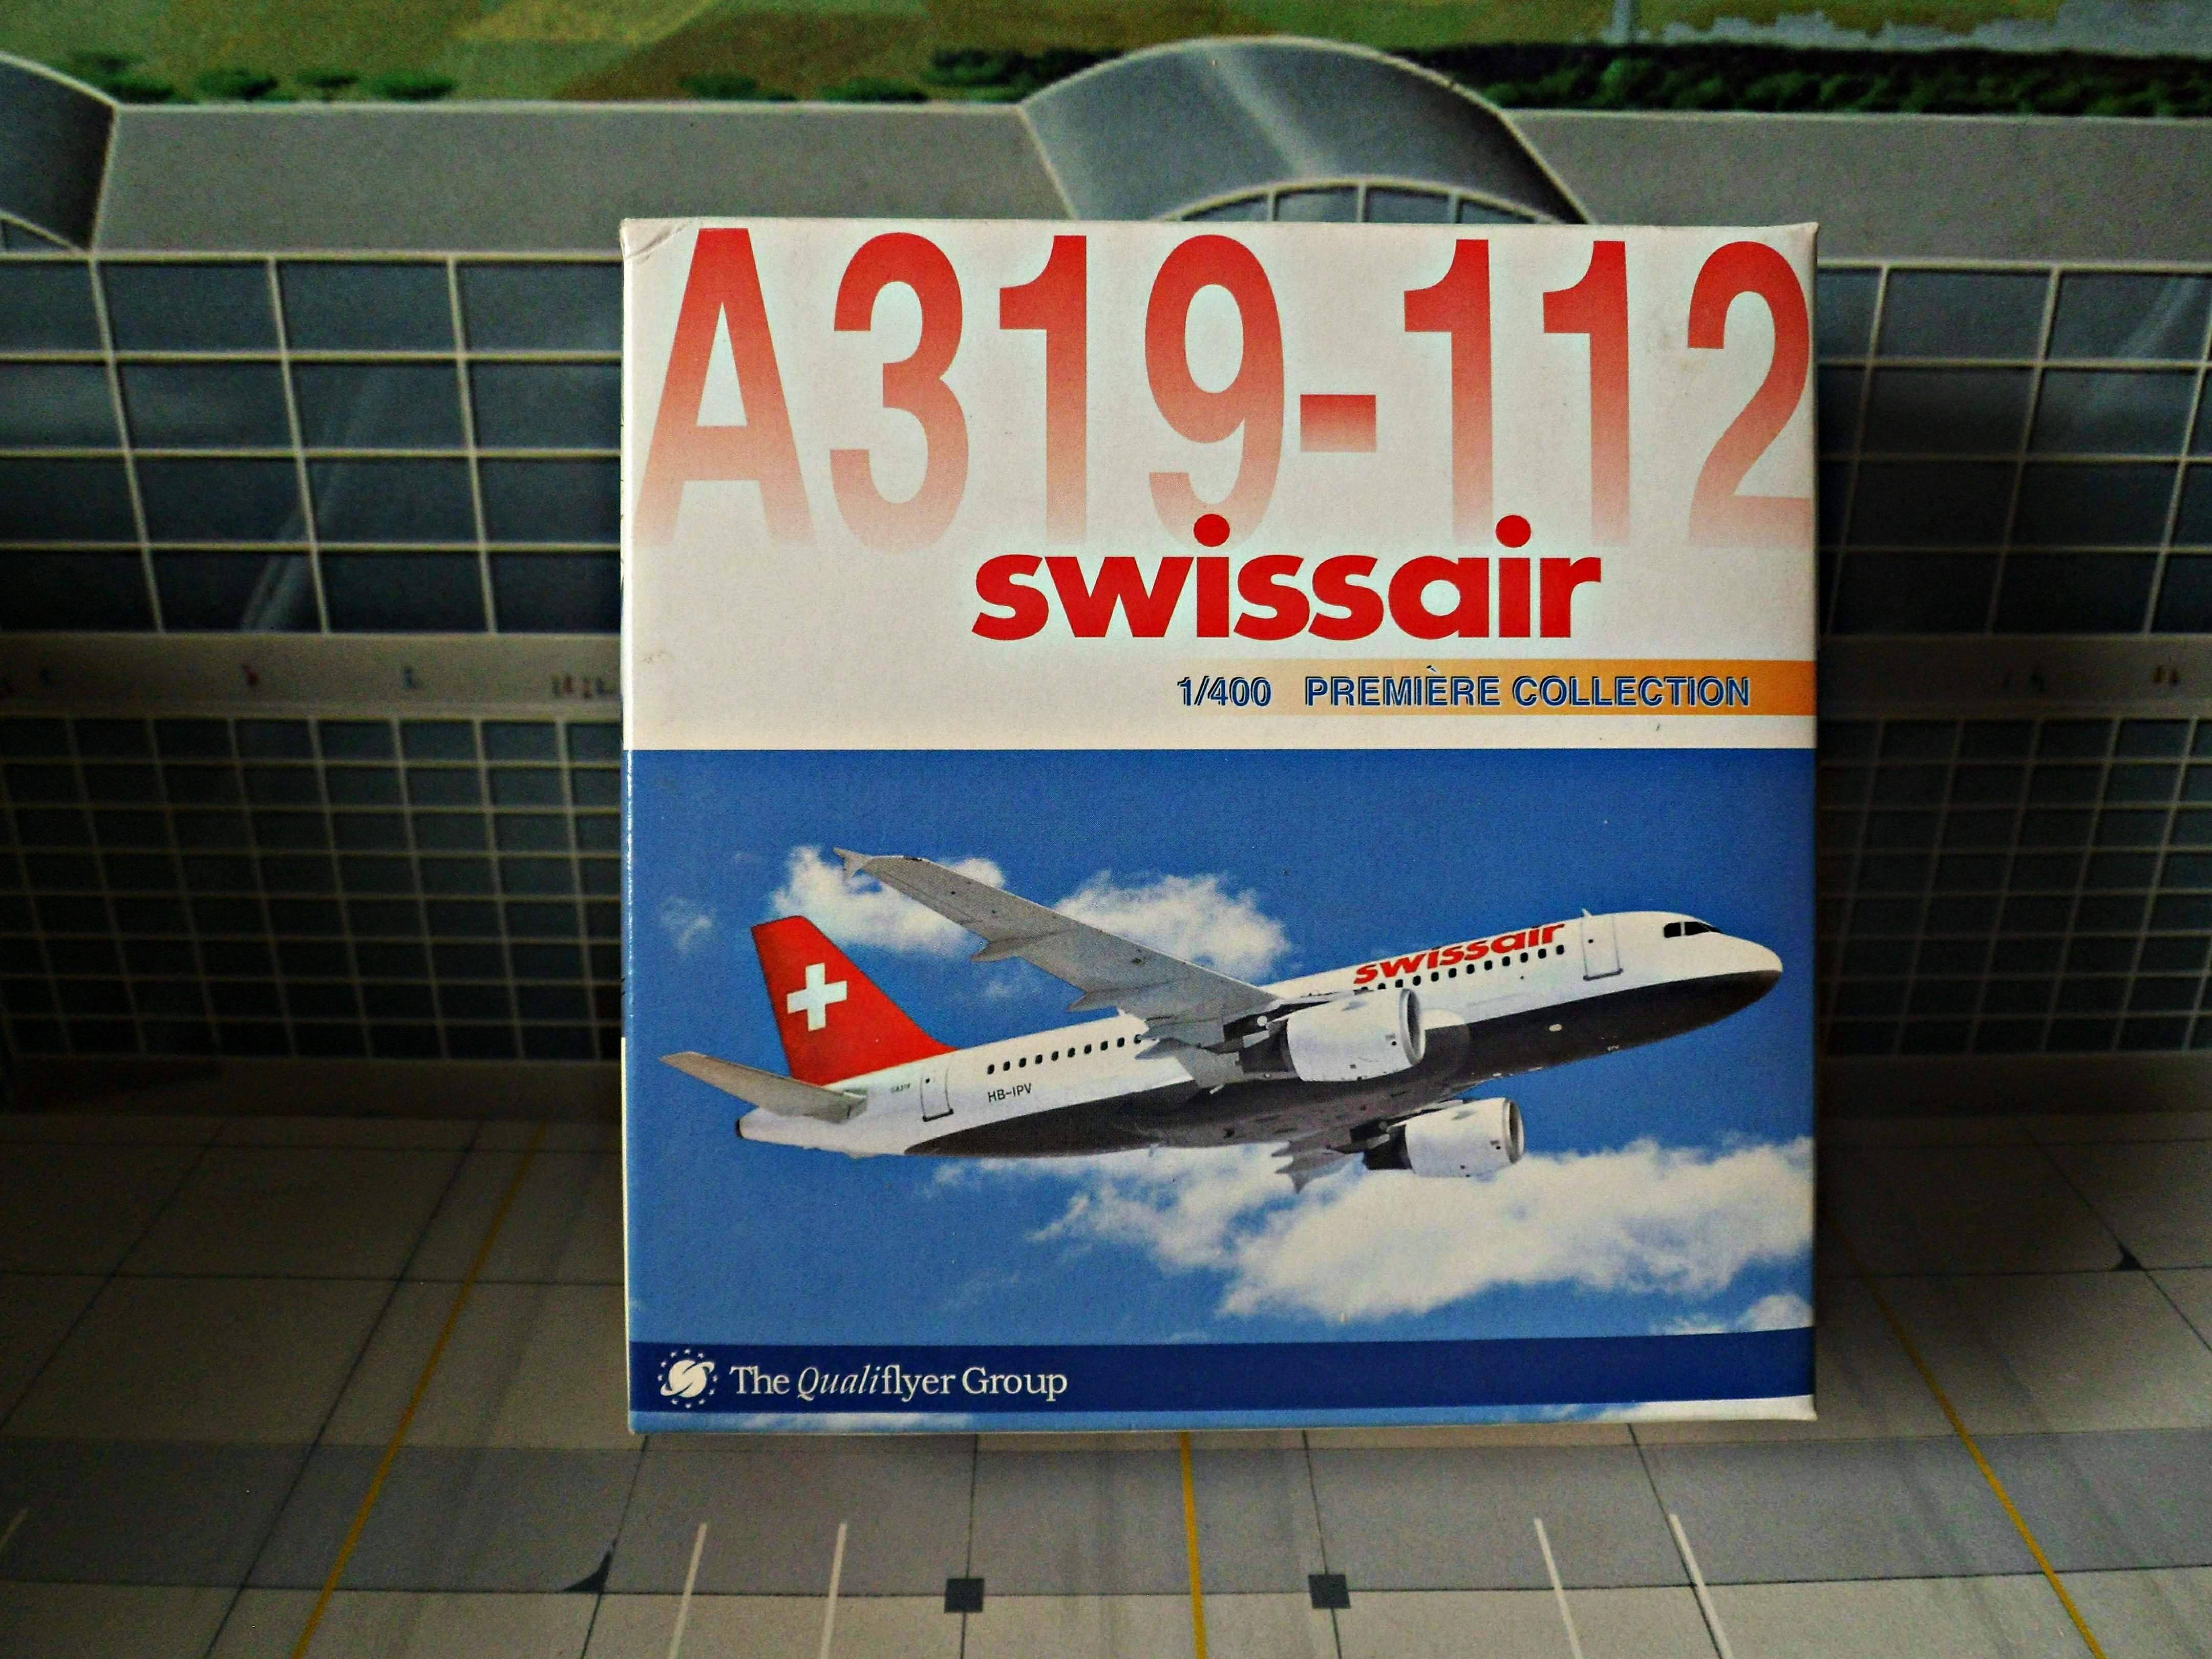 A319-112
swissair
1/400 PREMIÈRE COLLECTION
swissair
HB-IPV
The Qualiflyer Group